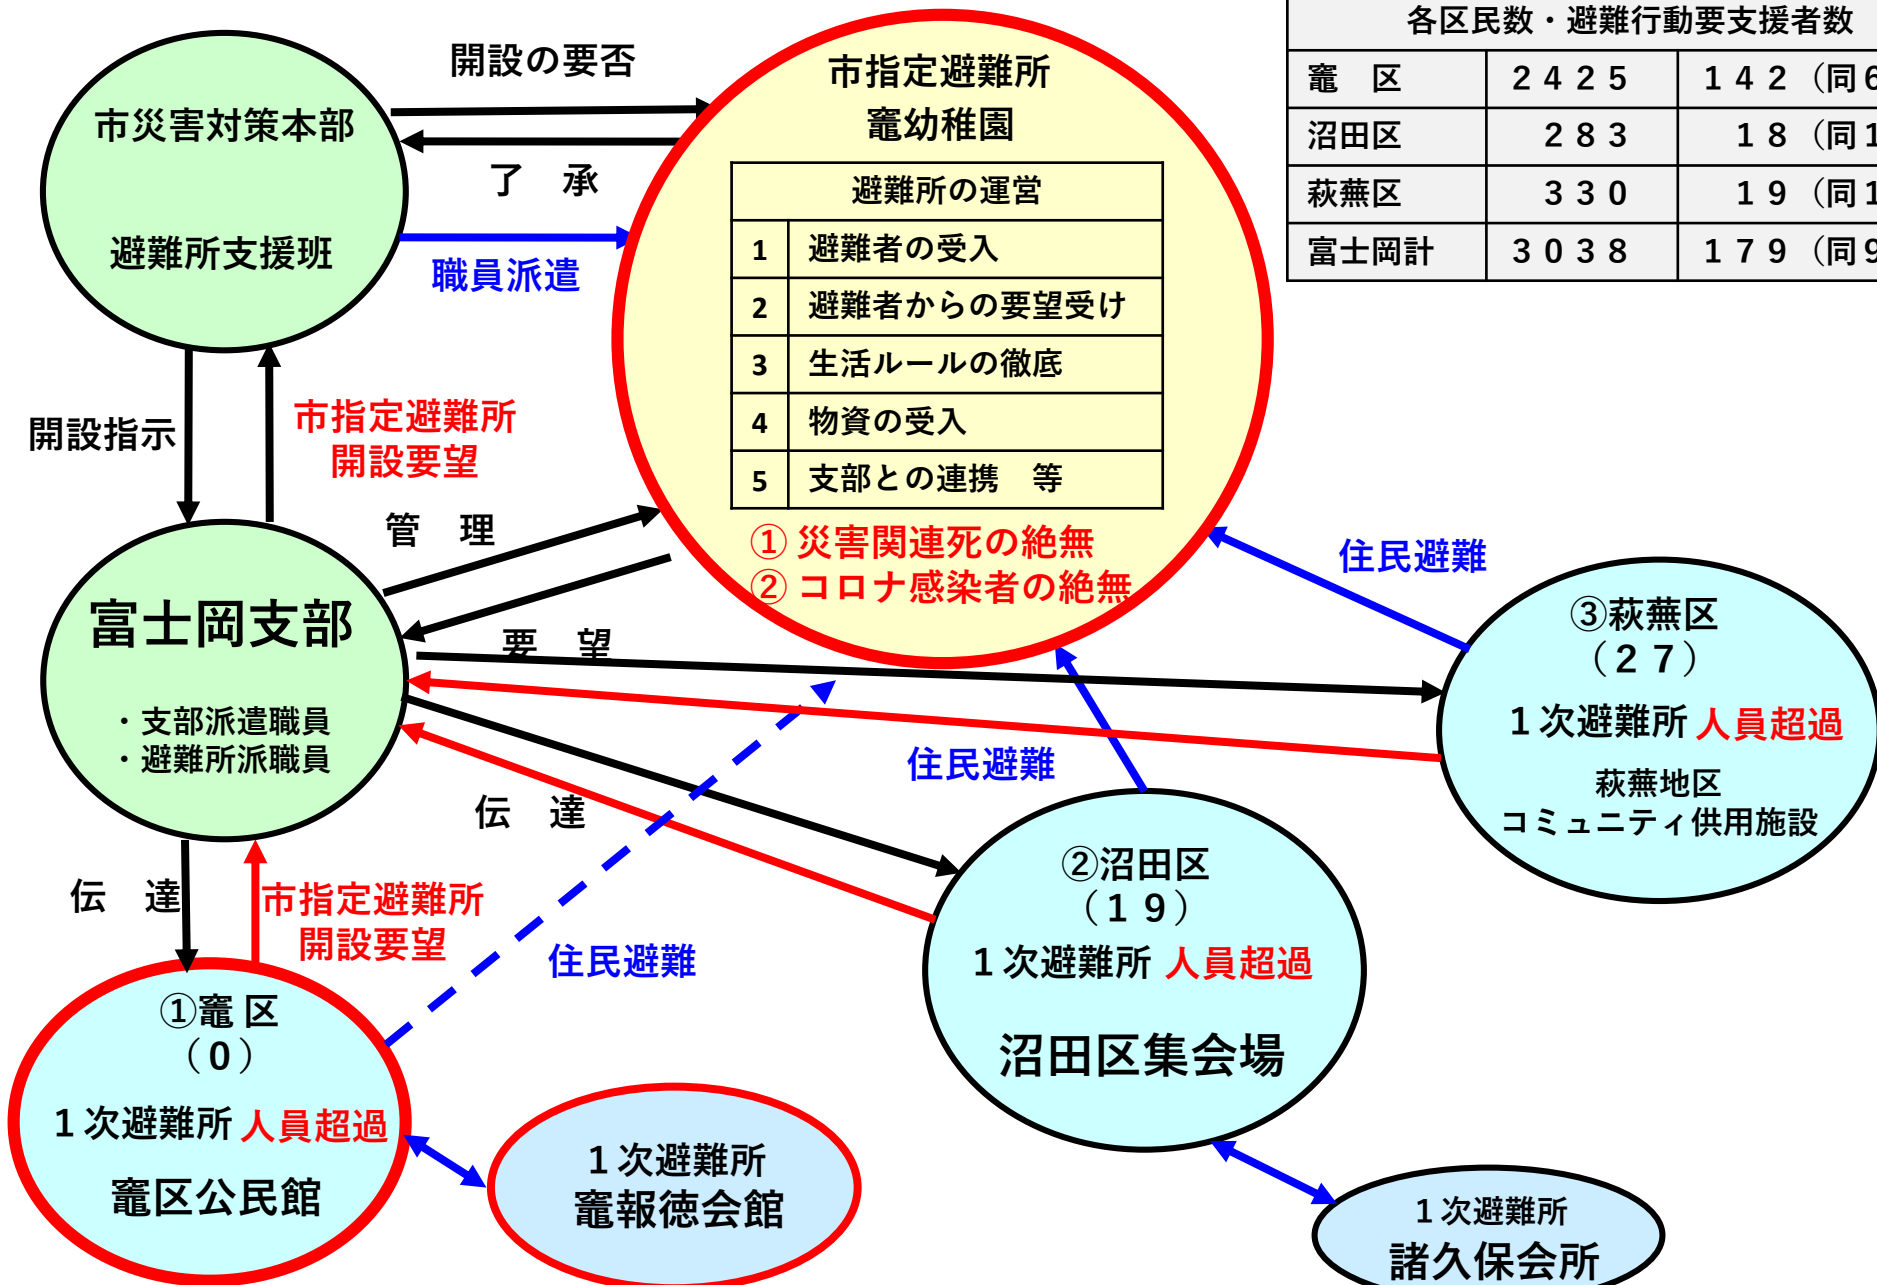 各区民数・避難行動要支援者数
竈　区　２４２５　１４２（同６
沼田区　２８３　１８（同１
萩蕪区　３３０　１９（同１
富士岡計　３０３８　１７９（同９
市災害対策本部
避難所支援班
開設の要否
了　承
職員派遣
市指定避難所
竈幼稚園
避難所の運営
1　避難者の受入
2　避難者からの要望受け
3　生活ルールの徹底
4　物資の受入
5　支部との連携　等
①災害関連死の絶無
②コロナ感染者の絶無
開設指示
市指定避難所
開設要望
管　理
要　望
富士岡支部
・支部派遣職員
・避難所派職員
住民避難
③萩蕪区
（２７）
１次避難所 人員超過
萩蕪地区
コミュニティ供用施設
住民避難
伝　達
②沼田区
（１９）
１次避難所 人員超過
沼田区集会場
伝　達
市指定避難所
開設要望
住民避難
①竈区
（０）
１次避難所 人員超過
竈区公民館
１次避難所
竈報徳会館
１次避難所
諸久保会所